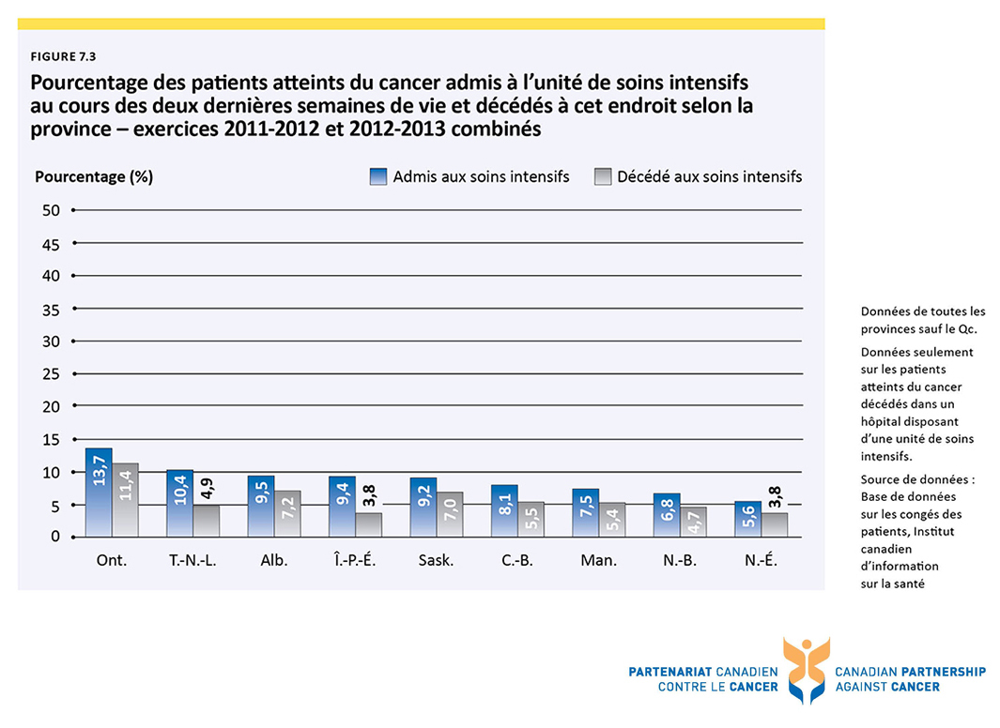 FIGURE 7.3
Pourcentage des patients atteints du cancer admis à l’unité de soins intensifs
au cours des deux dernières semaines de vie et décédés à cet endroit selon la
province – exercices 2011-2012 et 2012-2013 combinés
Pourcentage (%)
Admis aux soins intensifs
Décédé aux soins intensifs
50
45
40
35
30
25
20
15
10
5
0
13,7
11,4
10,4
4,9
9,5
7,2
9,4
3,8
9,2
7,0
8,1
5,5
7,5
5,4
6,8
4,7
5,6
3,8
Ont.
T.-N.-L.
Alb.
Î.-P.-É.
Sask.
C.-B.
Man.
N.-B.
N.-É.
Données de toutes les
provinces sauf le Qc.
Données seulement
sur les patients
atteints du cancer
décédés dans un
hôpital disposant
d’une unité de soins
intensifs.
Source de données :
Base de données
sur les congés des
patients, Institut
canadien
d’information
sur la santé
PARTENARIAT CANADIEN
CONTRE LE CANCER
CANADIAN PARTNERSHIP
AGAINST CANCER